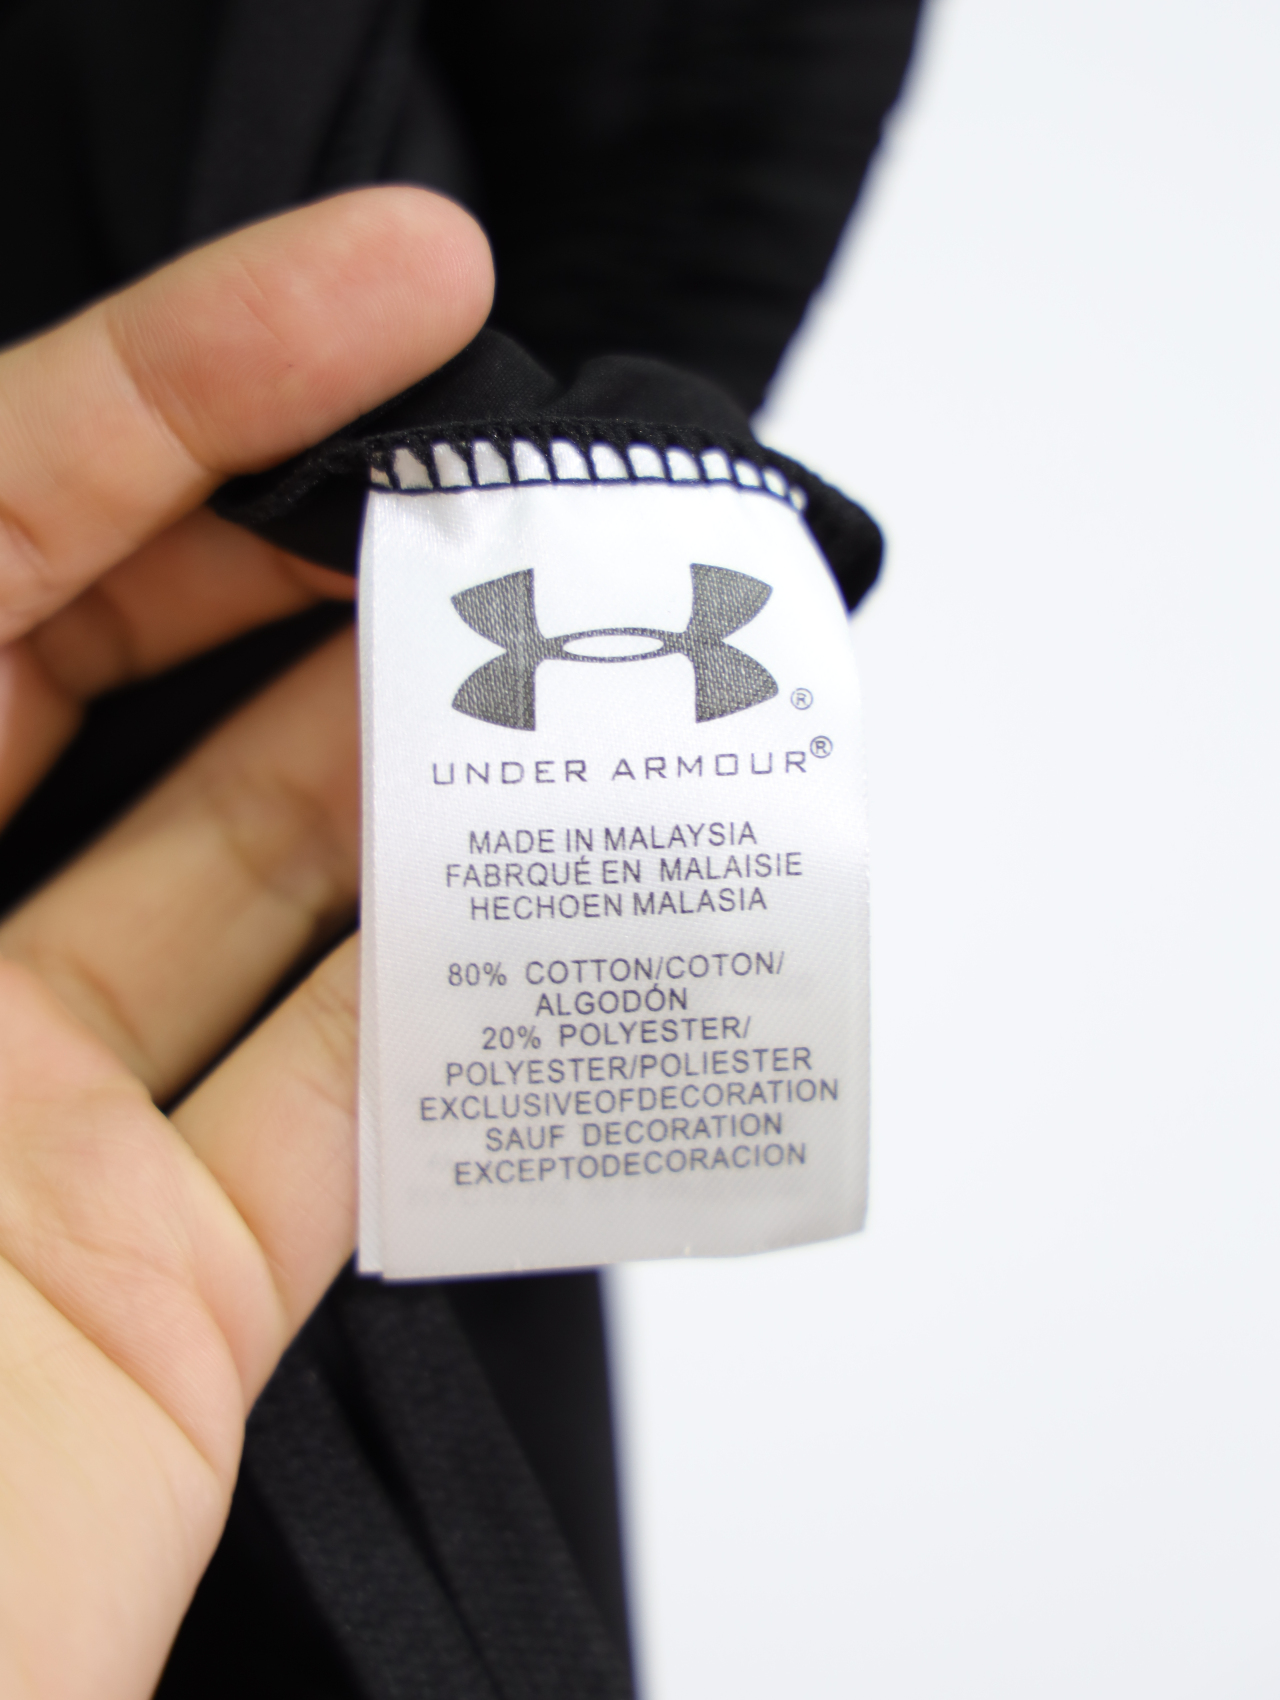 ®
UNDER ARMOUR®
MADE IN MALAYSIA
FABRQUÉ EN MALAISIE
HECHOEN MALASIA
80% COTTON/COTON/
ALGODÓN
20% POLYESTER/
POLYESTER/POLIESTER
EXCLUSIVEOFDECORATION
SAUF DECORATION
EXCEPTODECORACION